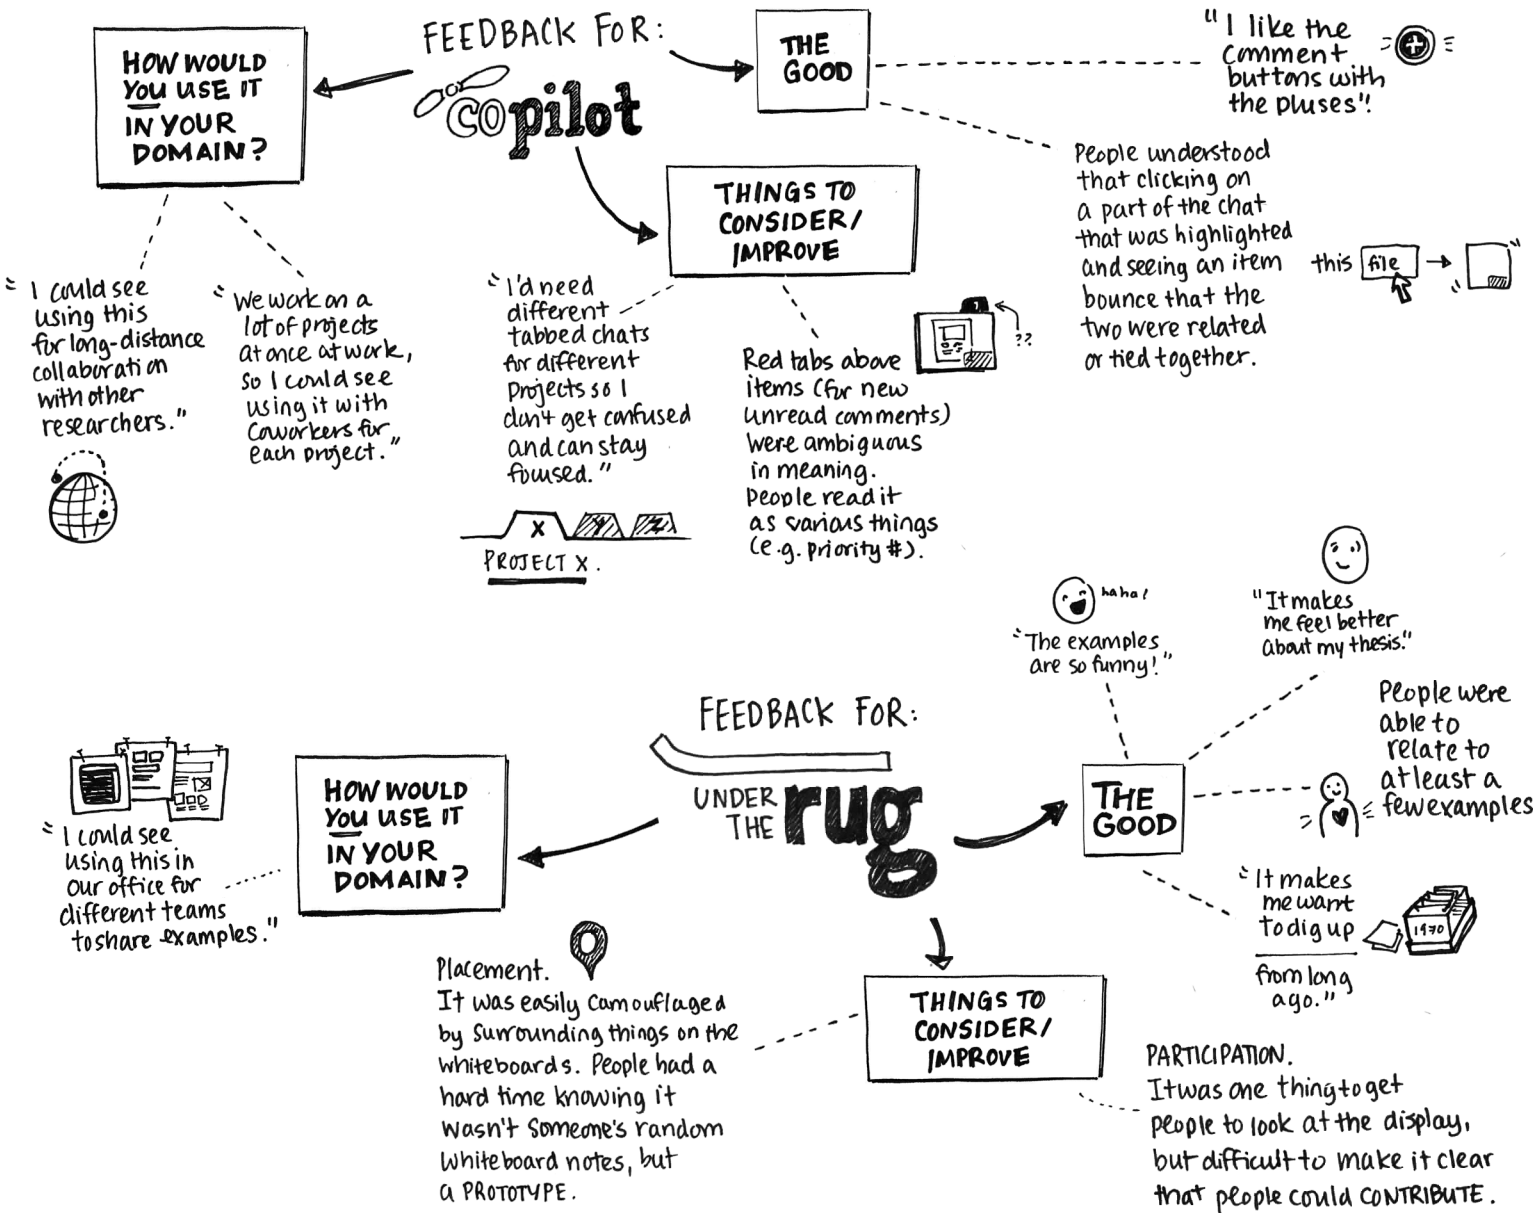 FEEDBACK FOR:
copilot
HOW WOULD
YOU USE IT
IN YOUR
DOMAIN?
"I could see
using this
for long-distance
collaboration
with other
researchers."
"We work on a
lot of projects
at once at work,
so I could see
using it with
coworkers for
each project."
THE
GOOD
"I like the
comment
buttons with
the pluses"!
People understood
that clicking on
a part of the chat
that was highlighted
and seeing an item
bounce that the
two were related
or tied together.
this file
THINGS TO
CONSIDER/
IMPROVE
"I'd need
different
tabbed chats
for different
Projects so I
don't get confused
and can stay
focused."
X Y Z
PROJECT X.
Red tabs above
items (for new
unread comments)
were ambiguous
in meaning.
People read it
as various things
(e.g. priority #).
1
??
FEEDBACK FOR:
UNDER
THE
rug
HOW WOULD
YOU USE IT
IN YOUR
DOMAIN?
"I could see
using this in
our office for
different teams
to share examples."
THE
GOOD
haha!
"The examples
are so funny!"
"It makes
me feel better
about my thesis."
People were
able to
relate to
at least a
few examples
"It makes
me want
to dig up
from long
ago."
1970
THINGS TO
CONSIDER/
IMPROVE
Placement.
It was easily camouflaged
by surrounding things on the
whiteboards. People had a
hard time knowing it
wasn't someone's random
whiteboard notes, but
a PROTOTYPE.
PARTICIPATION.
It was one thing to get
people to look at the display,
but difficult to make it clear
that people could CONTRIBUTE.